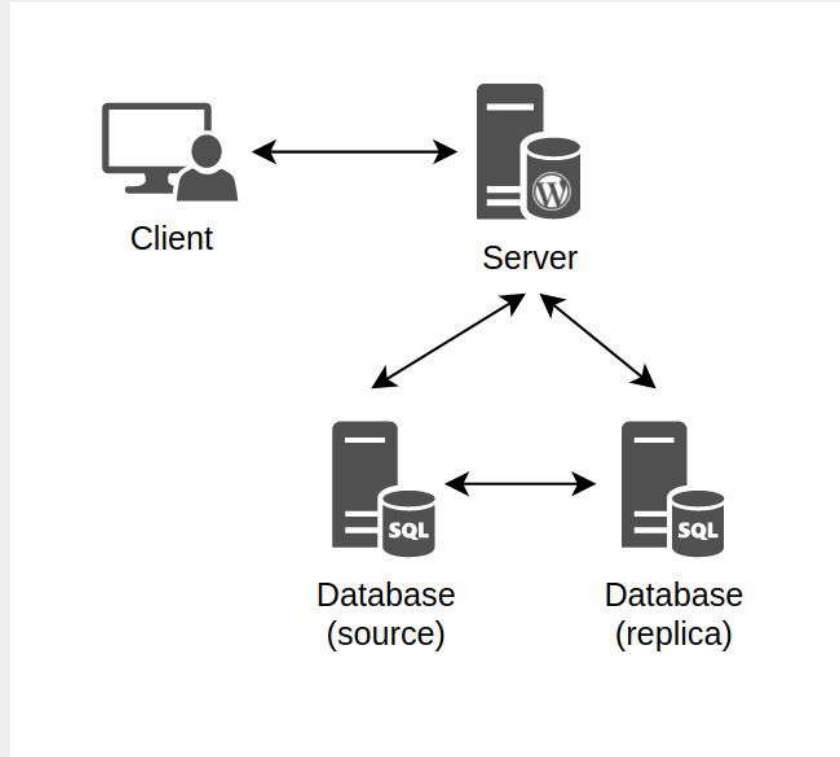 Client
Server
SQL
SQL
Database
(source)
Database
(replica)